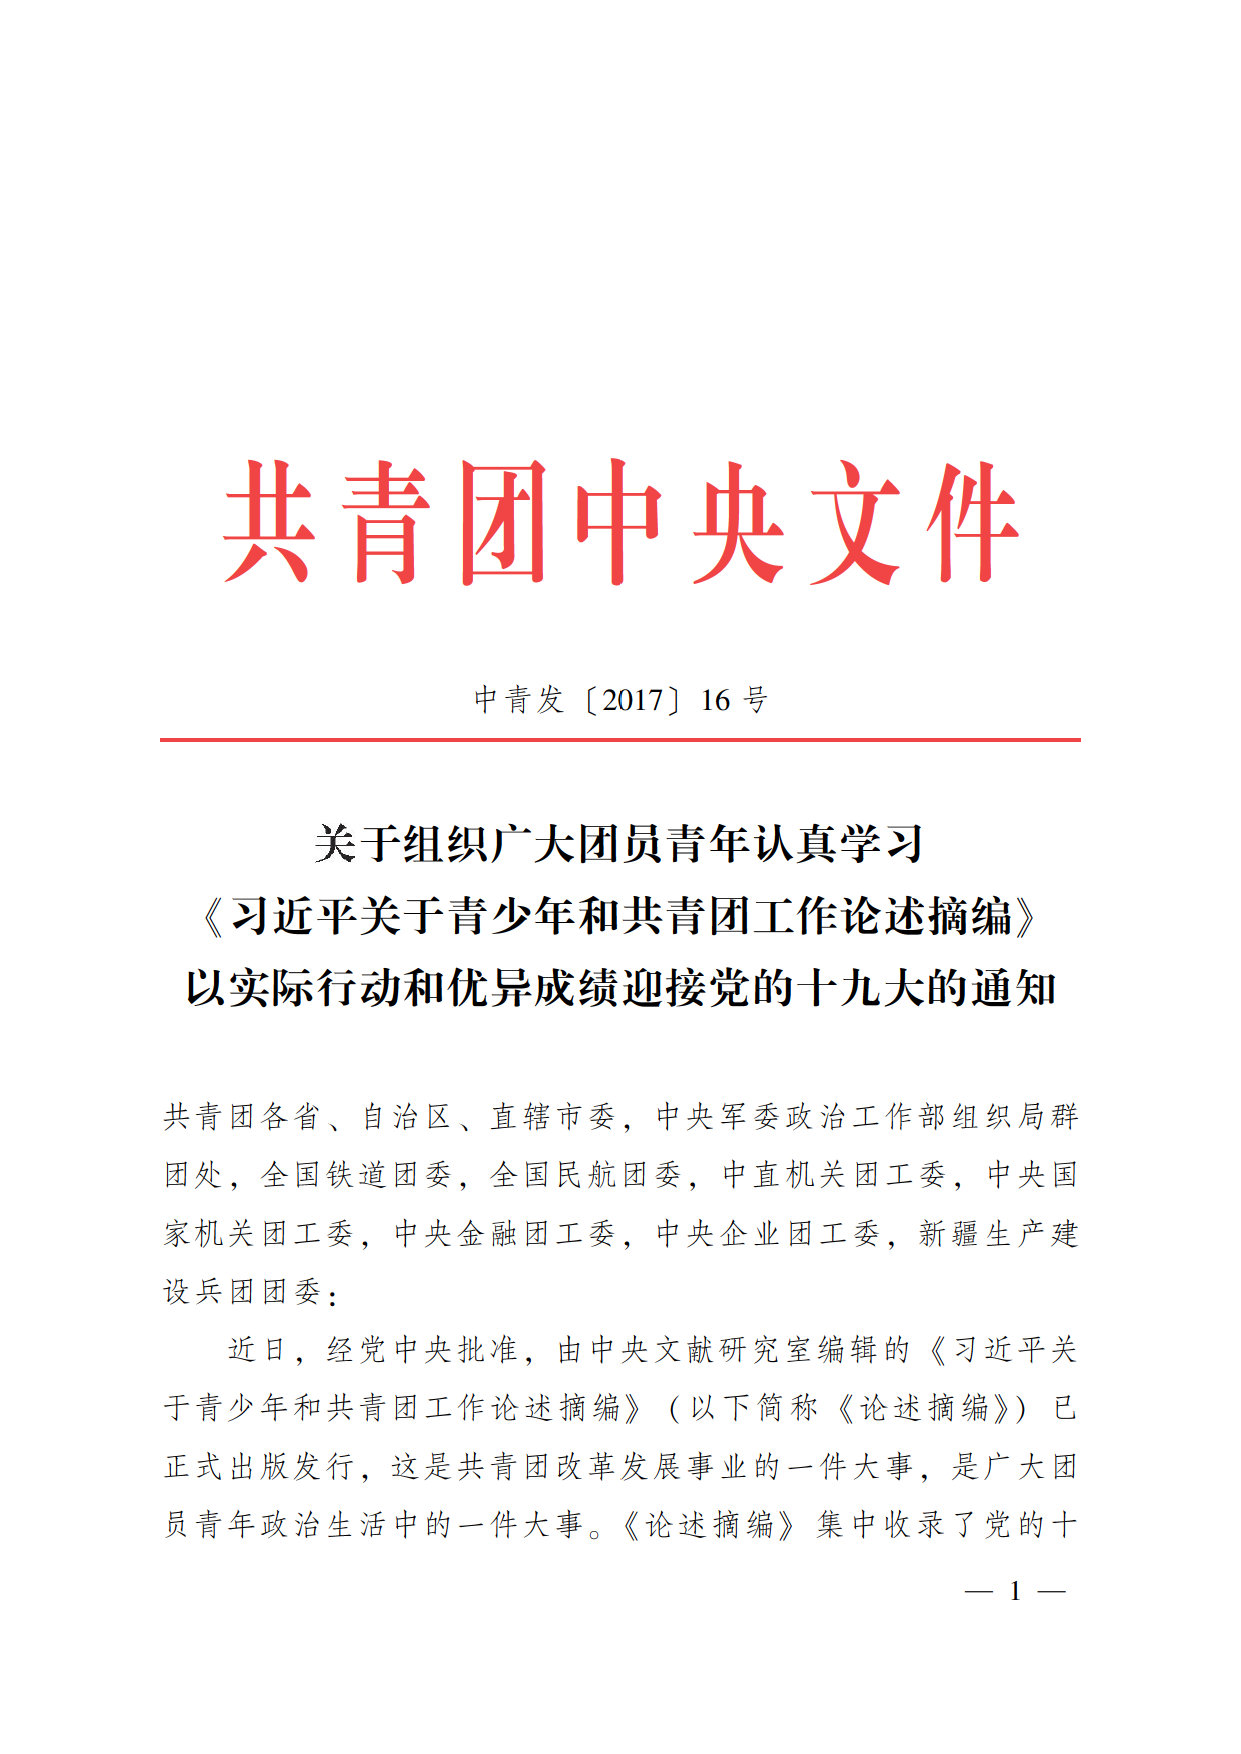 共青团中央文件
中青发〔2017〕16 号
关于组织广大团员青年认真学习
《习近平关于青少年和共青团工作论述摘编》
以实际行动和优异成绩迎接党的十九大的通知
共青团各省、自治区、直辖市委，中央军委政治工作部组织局群
团处，全国铁道团委，全国民航团委，中直机关团工委，中央国
家机关团工委，中央金融团工委，中央企业团工委，新疆生产建
设兵团团委：
近日，经党中央批准，由中央文献研究室编辑的《习近平关
于青少年和共青团工作论述摘编》（以下简称《论述摘编》）已
正式出版发行，这是共青团改革发展事业的一件大事，是广大团
员青年政治生活中的一件大事。《论述摘编》集中收录了党的十
— 1 —